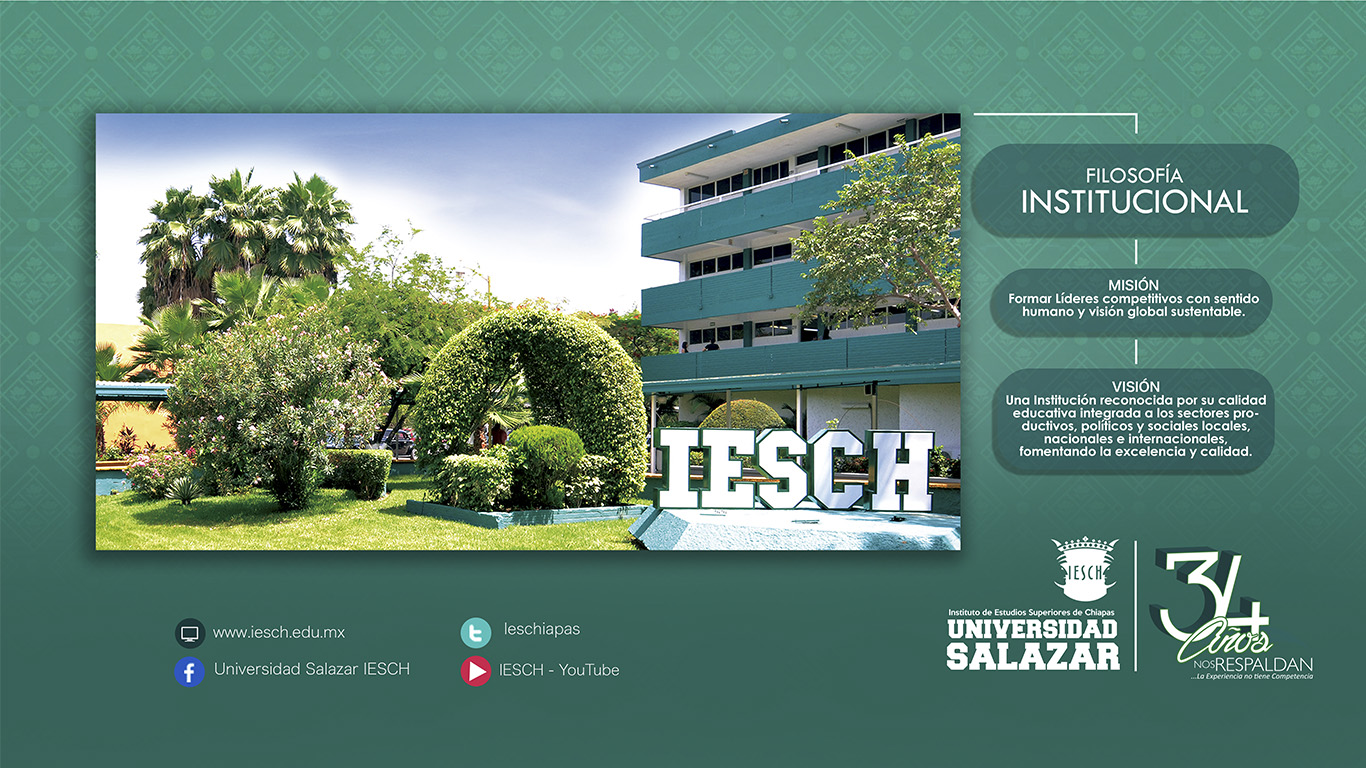 FILOSOFÍA
INSTITUCIONAL
MISIÓN
Formar Líderes competitivos con sentido
humano y visión global sustentable.
VISIÓN
Una Institución reconocida por su calidad
educativa integrada a los sectores pro-
ductivos, políticos y sociales locales,
nacionales e internacionales,
fomentando la excelencia y calidad.
IESCH
IESCH
Instituto de Estudios Superiores de Chiapas
UNIVERSIDAD
SALAZAR
34
Años
NOS RESPALDAN
...La Experiencia no tiene Competencia
www.iesch.edu.mx
Universidad Salazar IESCH
Ieschiapas
IESCH - YouTube